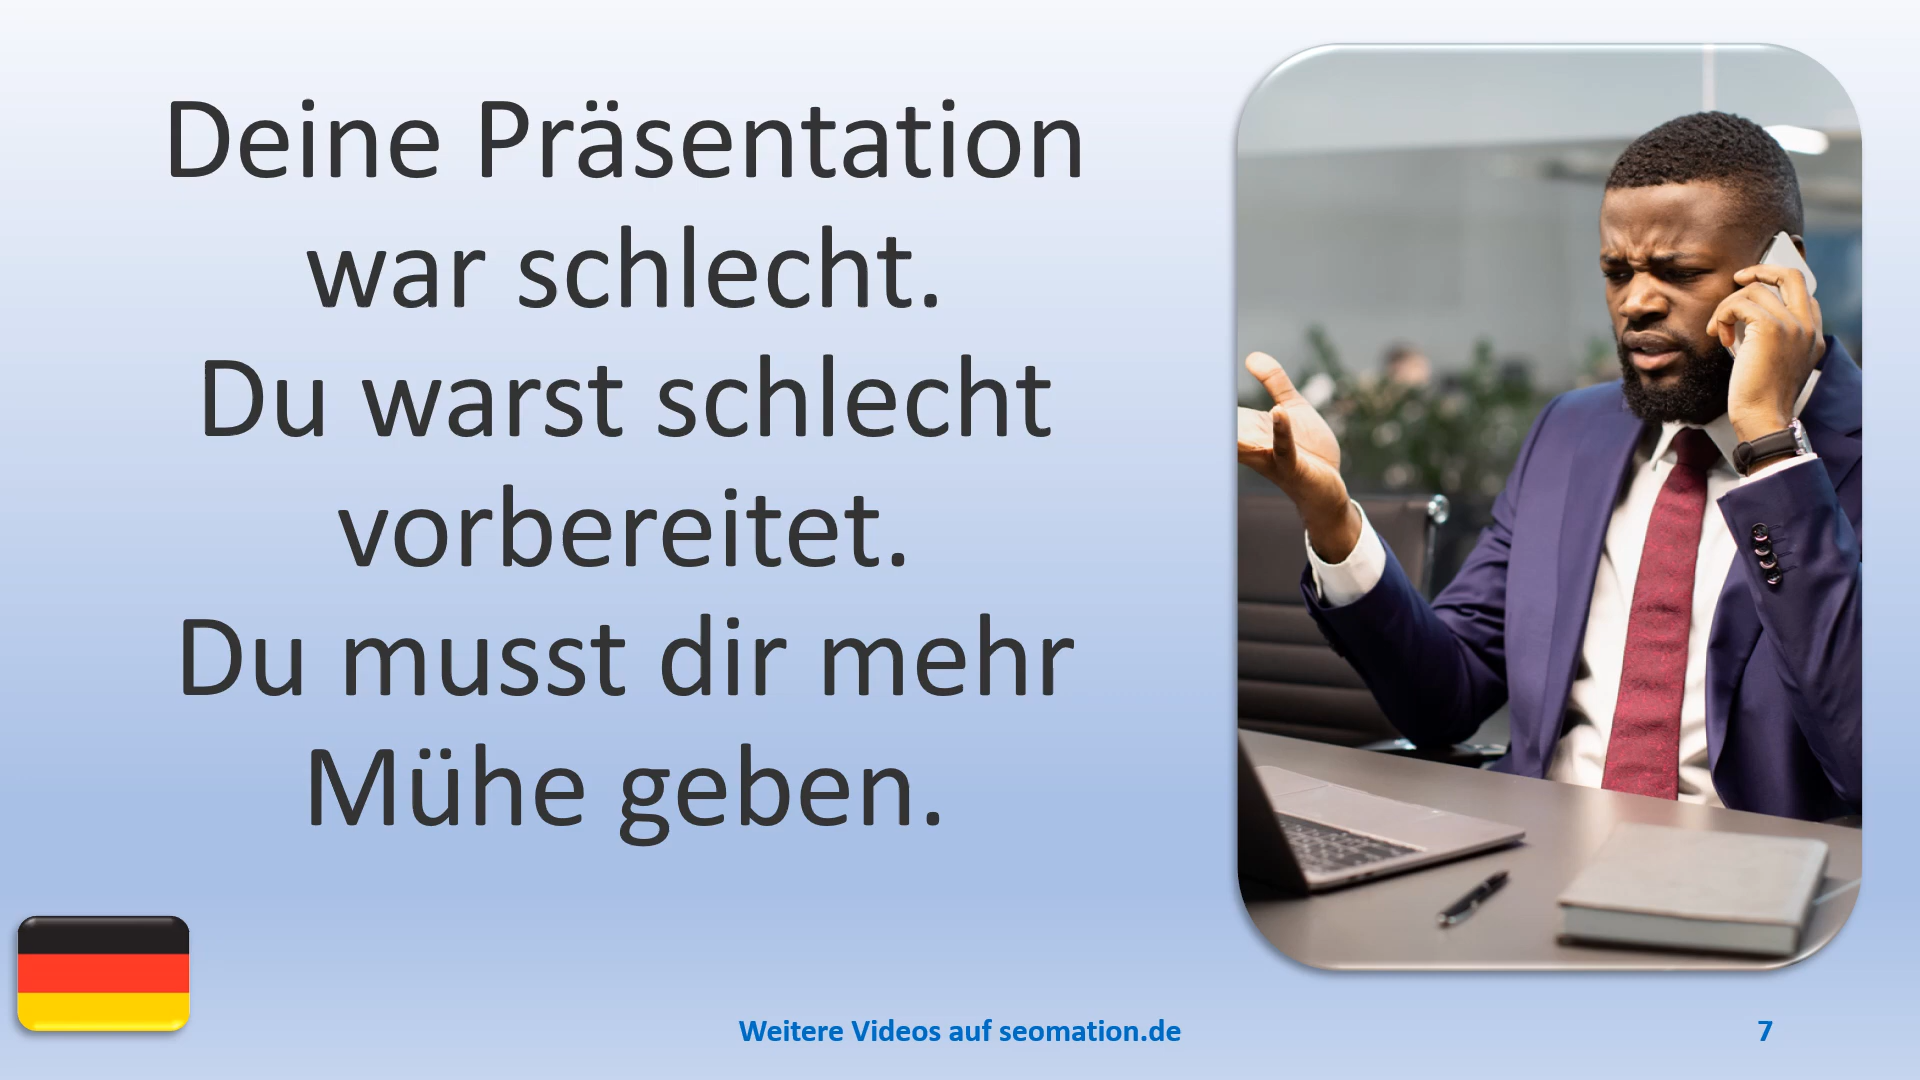 Deine Präsentation
war schlecht.
Du warst schlecht
vorbereitet.
Du musst dir mehr
Mühe geben.
Weitere Videos auf seomation.de
7